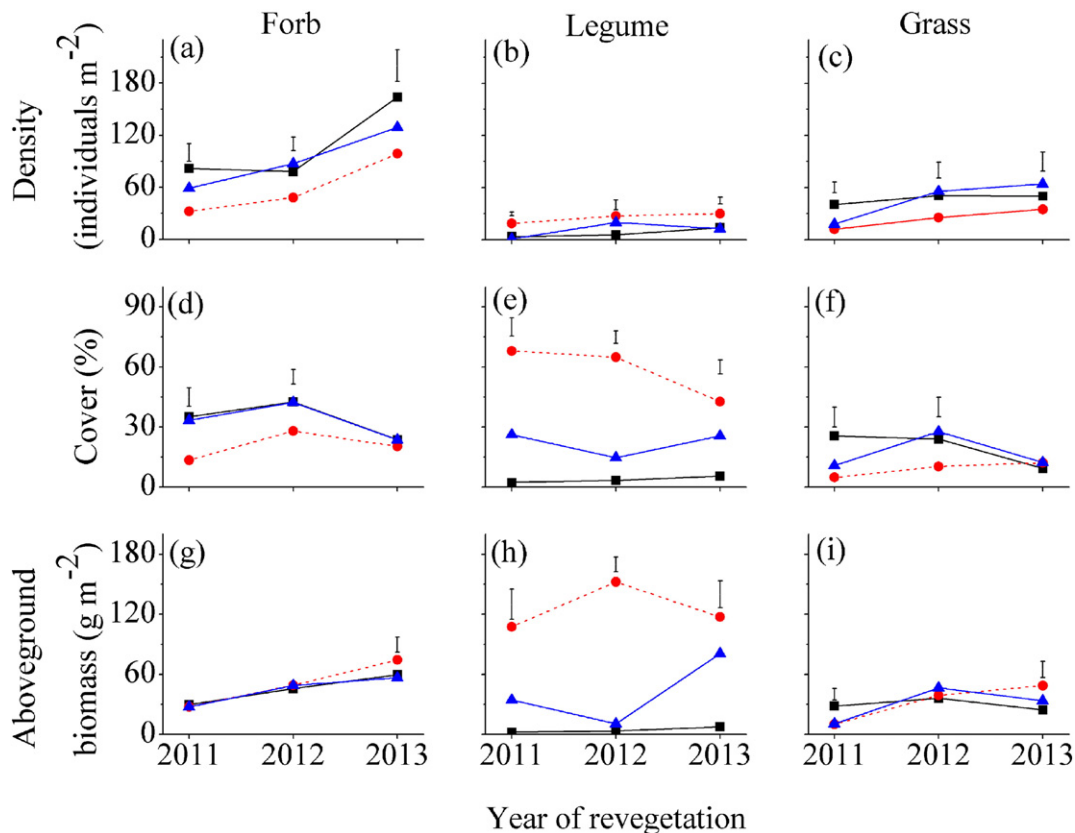 Forb Legume Grass
Density
(individuals m⁻²)
(a) (b) (c)
180
120
60
0
Cover (%)
(d) (e) (f)
90
60
30
0
Aboveground
biomass (g m⁻²)
(g) (h) (i)
180
120
60
0
2011 2012 2013 2011 2012 2013 2011 2012 2013
Year of revegetation